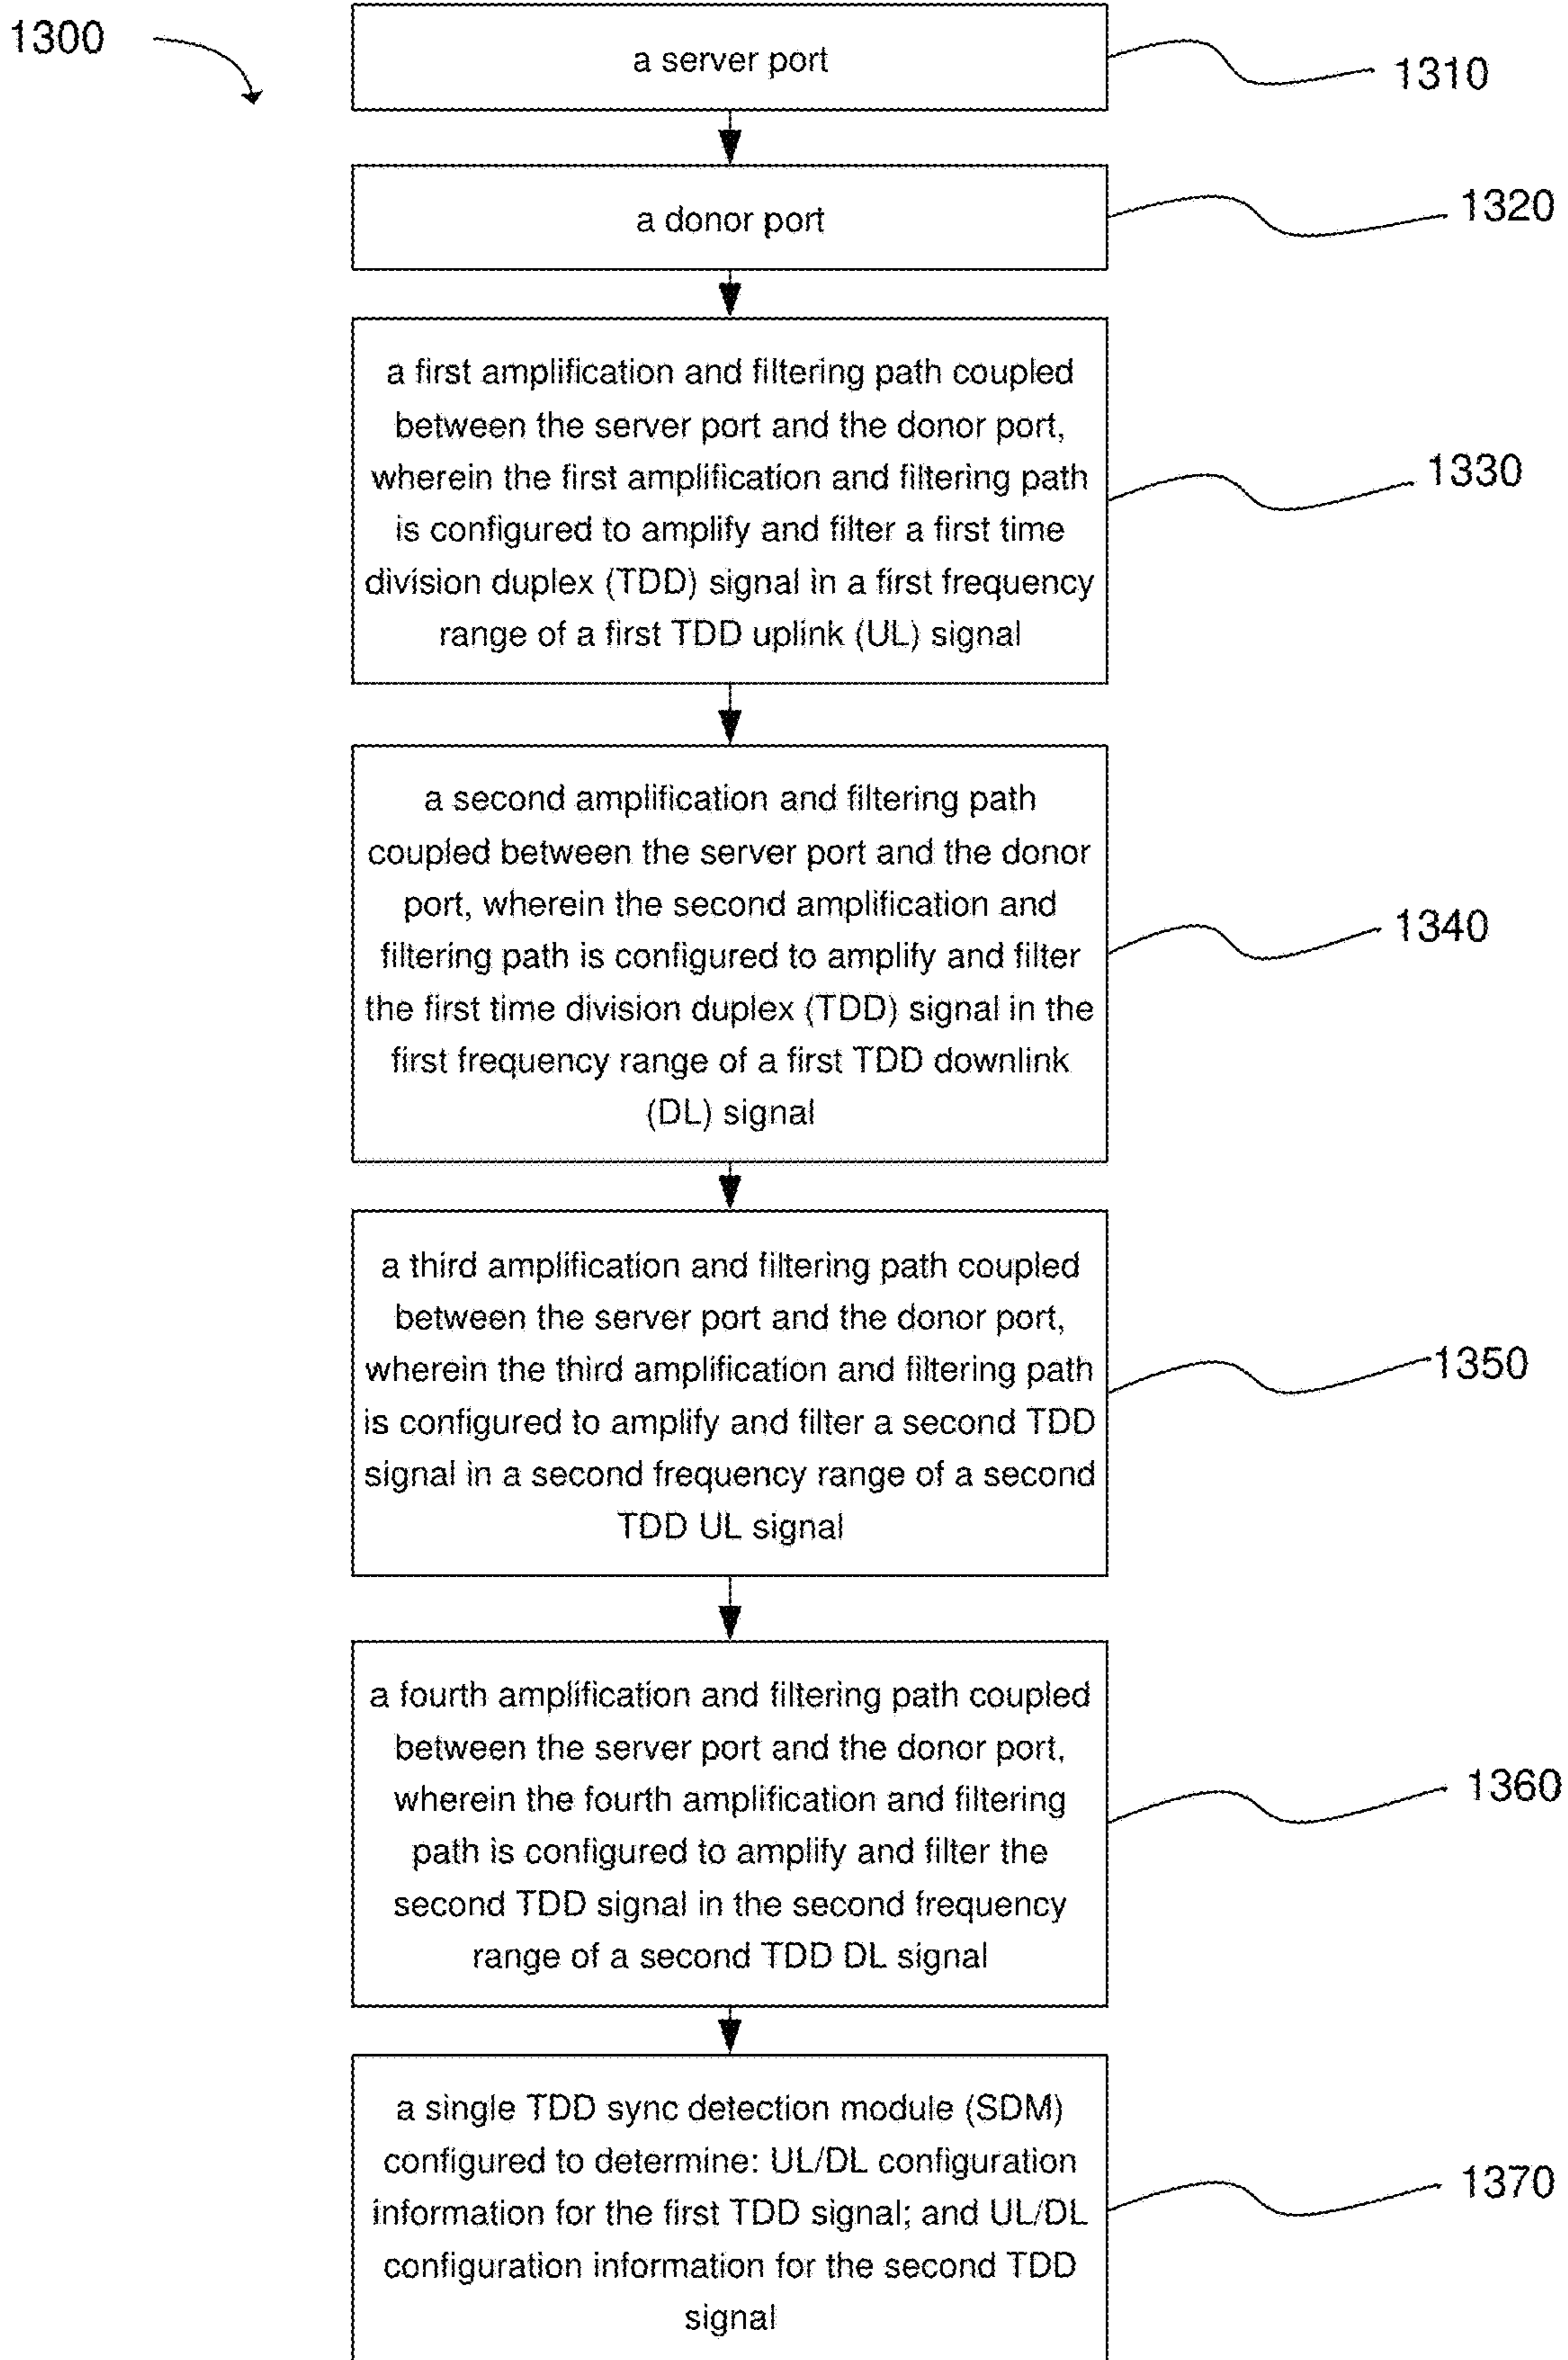 1300
a server port
1310
a donor port
1320
a first amplification and filtering path coupled
between the server port and the donor port,
wherein the first amplification and filtering path
is configured to amplify and filter a first time
division duplex (TDD) signal in a first frequency
range of a first TDD uplink (UL) signal
1330
a second amplification and filtering path
coupled between the server port and the donor
port, wherein the second amplification and
filtering path is configured to amplify and filter
the first time division duplex (TDD) signal in the
first frequency range of a first TDD downlink
(DL) signal
1340
a third amplification and filtering path coupled
between the server port and the donor port,
wherein the third amplification and filtering path
is configured to amplify and filter a second TDD
signal in a second frequency range of a second
TDD UL signal
1350
a fourth amplification and filtering path coupled
between the server port and the donor port,
wherein the fourth amplification and filtering
path is configured to amplify and filter the
second TDD signal in the second frequency
range of a second TDD DL signal
1360
a single TDD sync detection module (SDM)
configured to determine: UL/DL configuration
information for the first TDD signal; and UL/DL
configuration information for the second TDD
signal
1370